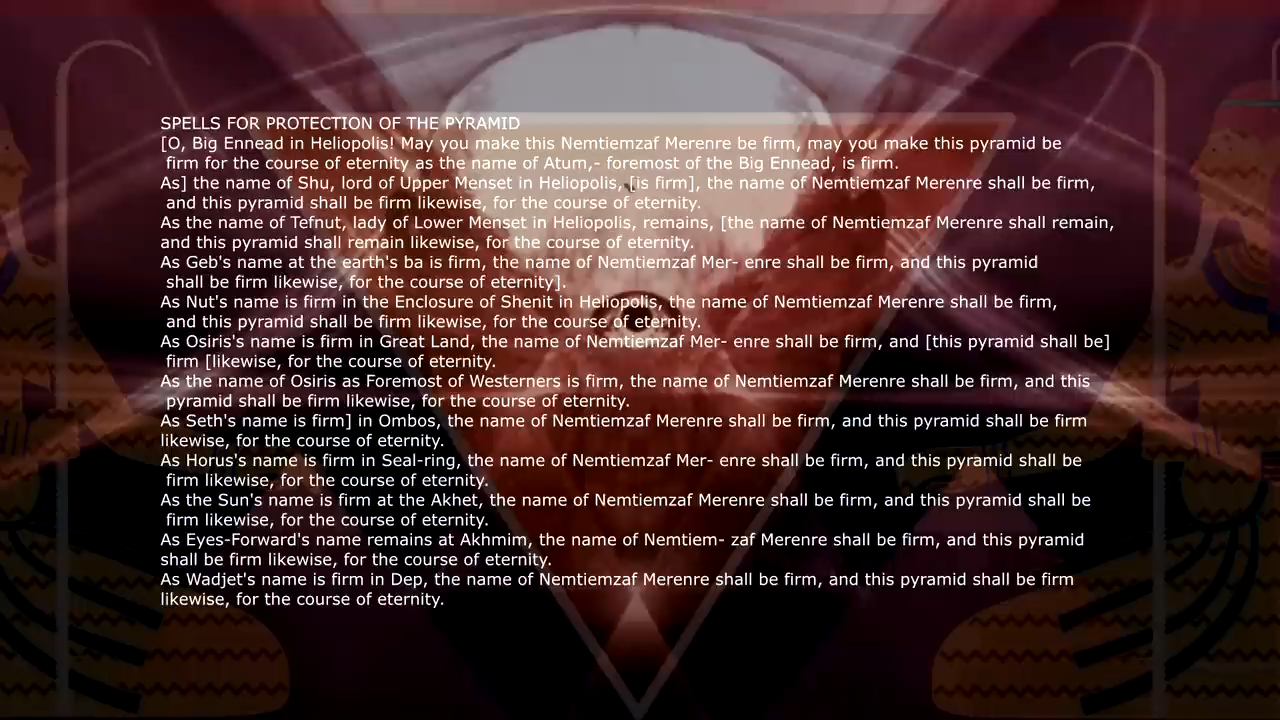 SPELLS FOR PROTECTION OF THE PYRAMID
[O, Big Ennead in Heliopolis! May you make this Nemtiemzaf Merenre be firm, may you make this pyramid be
firm for the course of eternity as the name of Atum,- foremost of the Big Ennead, is firm.
As] the name of Shu, lord of Upper Menset in Heliopolis, [is firm], the name of Nemtiemzaf Merenre shall be firm,
and this pyramid shall be firm likewise, for the course of eternity.
As the name of Tefnut, lady of Lower Menset in Heliopolis, remains, [the name of Nemtiemzaf Merenre shall remain,
and this pyramid shall remain likewise, for the course of eternity.
As Geb's name at the earth's ba is firm, the name of Nemtiemzaf Mer- enre shall be firm, and this pyramid
shall be firm likewise, for the course of eternity].
As Nut's name is firm in the Enclosure of Shenit in Heliopolis, the name of Nemtiemzaf Merenre shall be firm,
and this pyramid shall be firm likewise, for the course of eternity.
As Osiris's name is firm in Great Land, the name of Nemtiemzaf Mer- enre shall be firm, and [this pyramid shall be]
firm [likewise, for the course of eternity.
As the name of Osiris as Foremost of Westerners is firm, the name of Nemtiemzaf Merenre shall be firm, and this
pyramid shall be firm likewise, for the course of eternity.
As Seth's name is firm] in Ombos, the name of Nemtiemzaf Merenre shall be firm, and this pyramid shall be firm
likewise, for the course of eternity.
As Horus's name is firm in Seal-ring, the name of Nemtiemzaf Mer- enre shall be firm, and this pyramid shall be
firm likewise, for the course of eternity.
As the Sun's name is firm at the Akhet, the name of Nemtiemzaf Merenre shall be firm, and this pyramid shall be
firm likewise, for the course of eternity.
As Eyes-Forward's name remains at Akhmim, the name of Nemtiem- zaf Merenre shall be firm, and this pyramid
shall be firm likewise, for the course of eternity.
As Wadjet's name is firm in Dep, the name of Nemtiemzaf Merenre shall be firm, and this pyramid shall be firm
likewise, for the course of eternity.